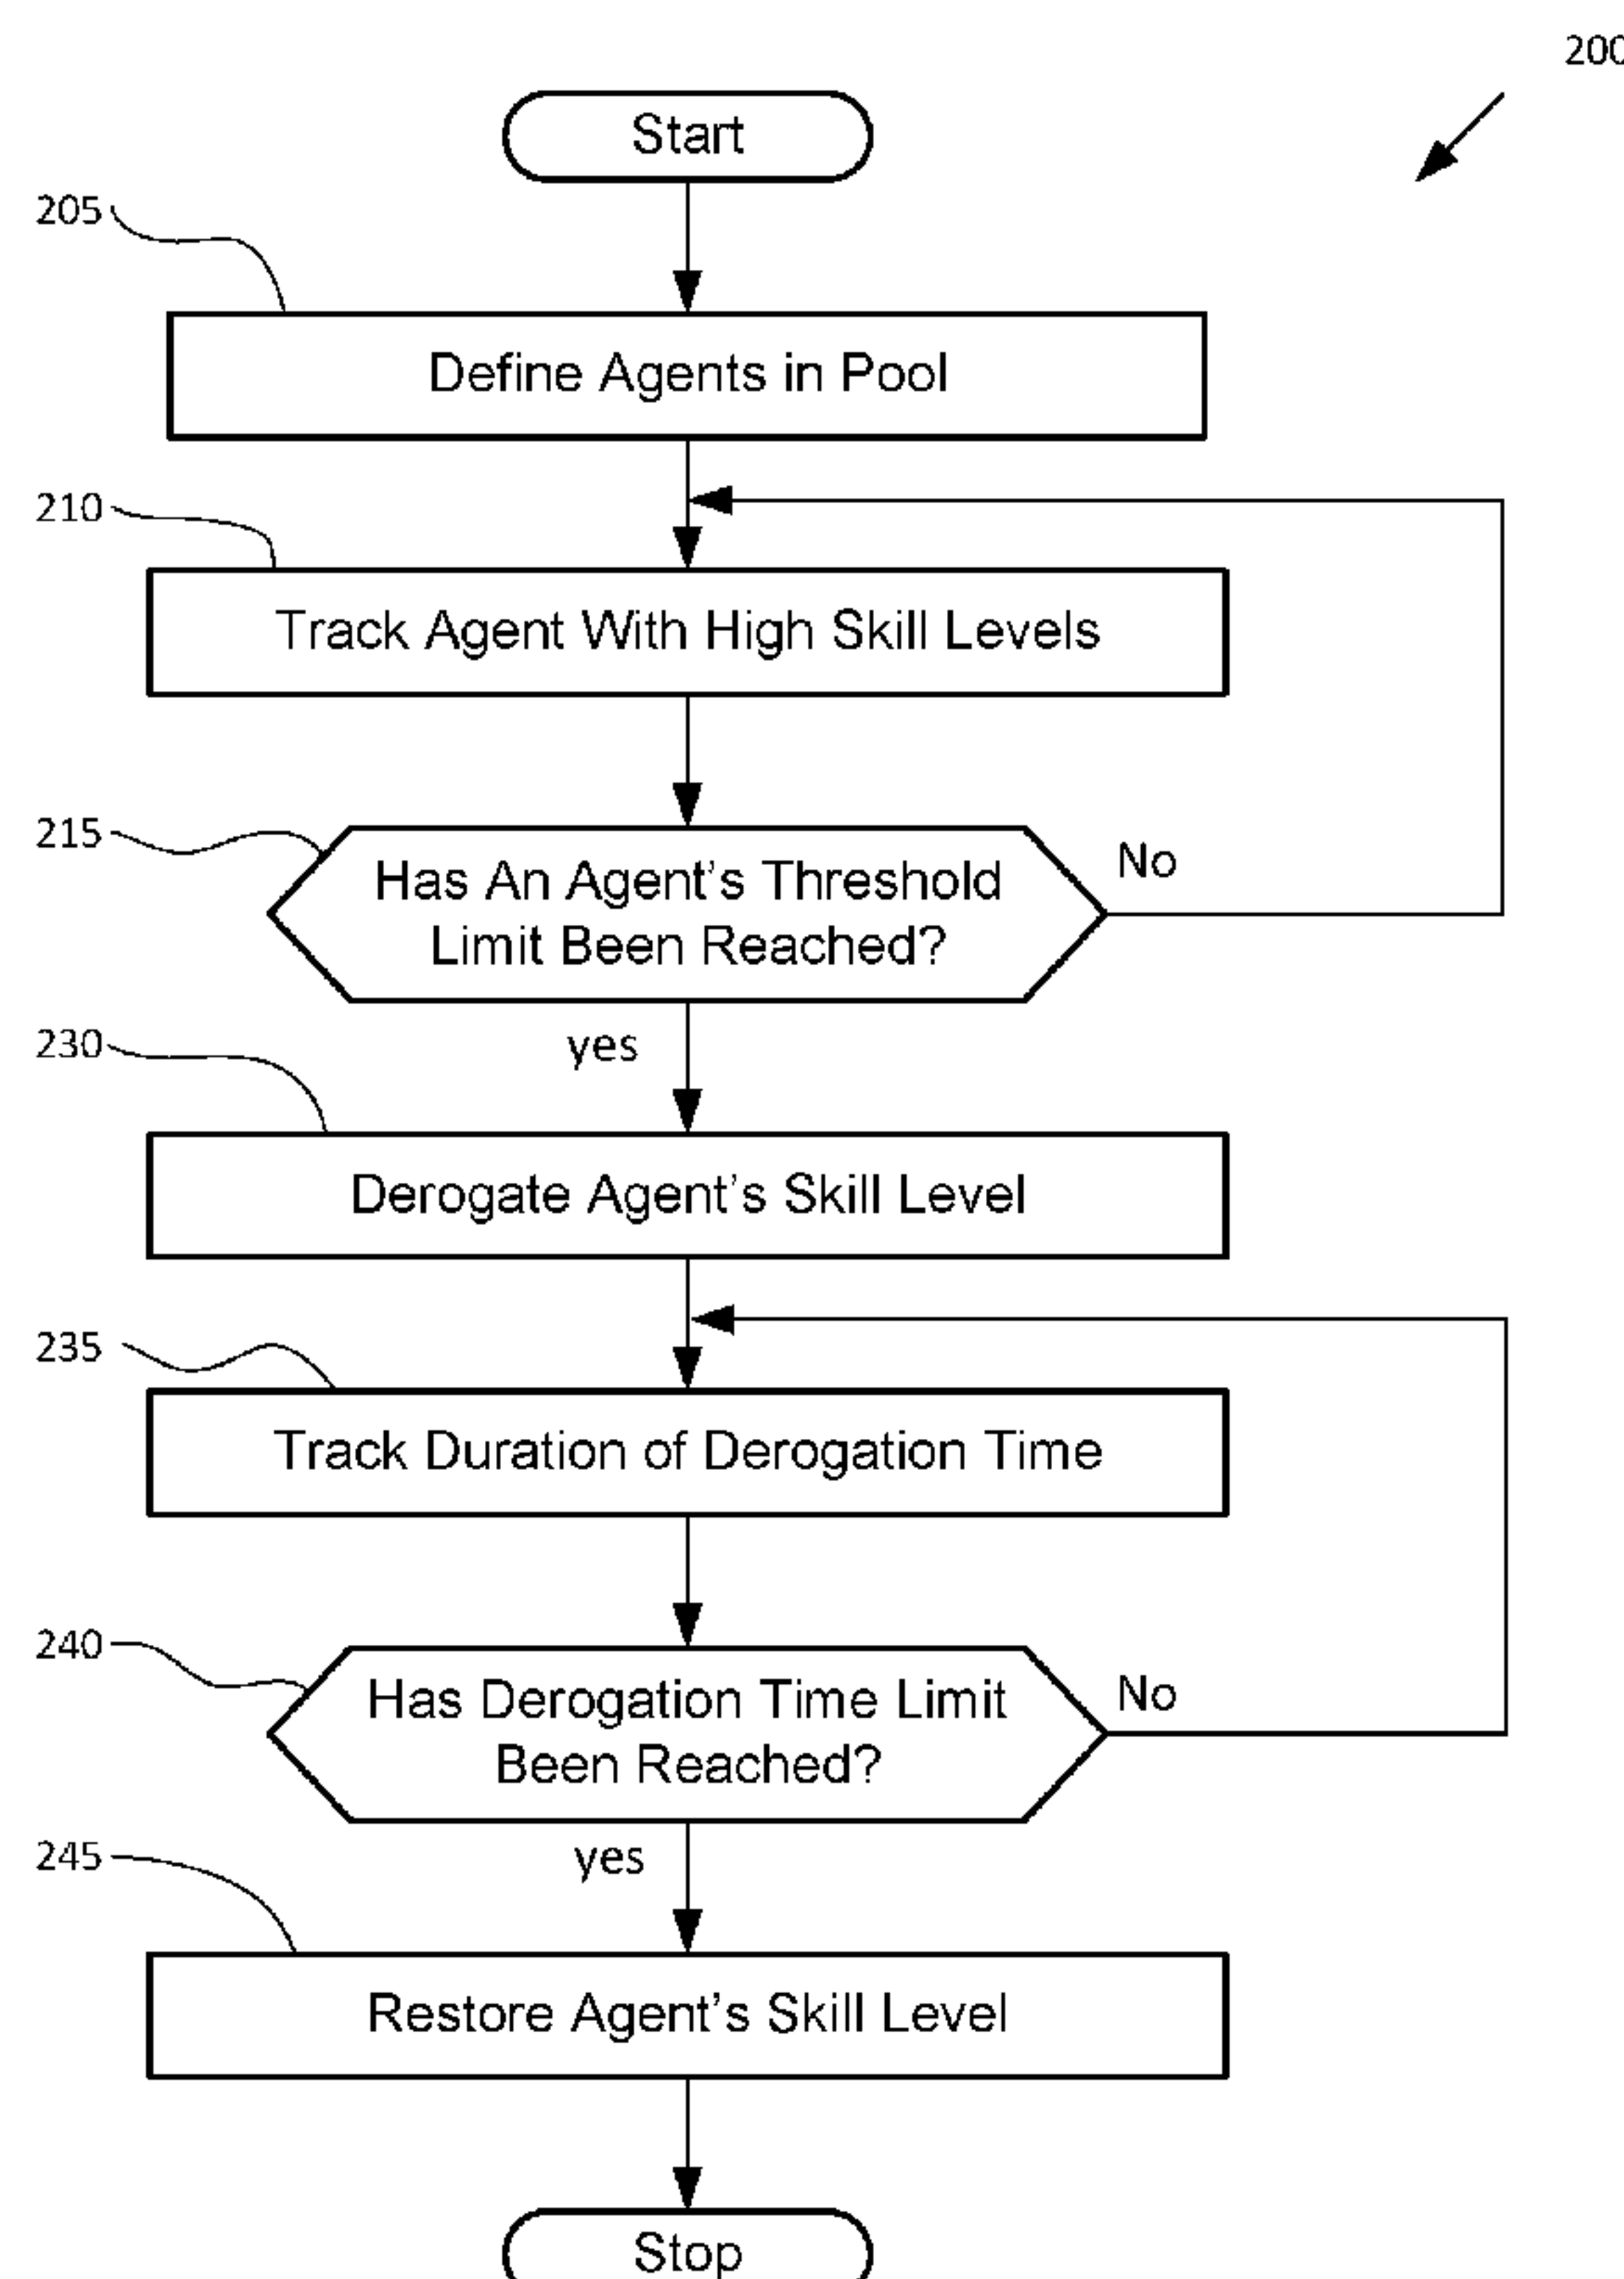 200
Start
205
Define Agents in Pool
210
Track Agent With High Skill Levels
215
Has An Agent's Threshold
Limit Been Reached?
No
yes
230
Derogate Agent's Skill Level
235
Track Duration of Derogation Time
240
Has Derogation Time Limit
Been Reached?
No
yes
245
Restore Agent's Skill Level
Stop